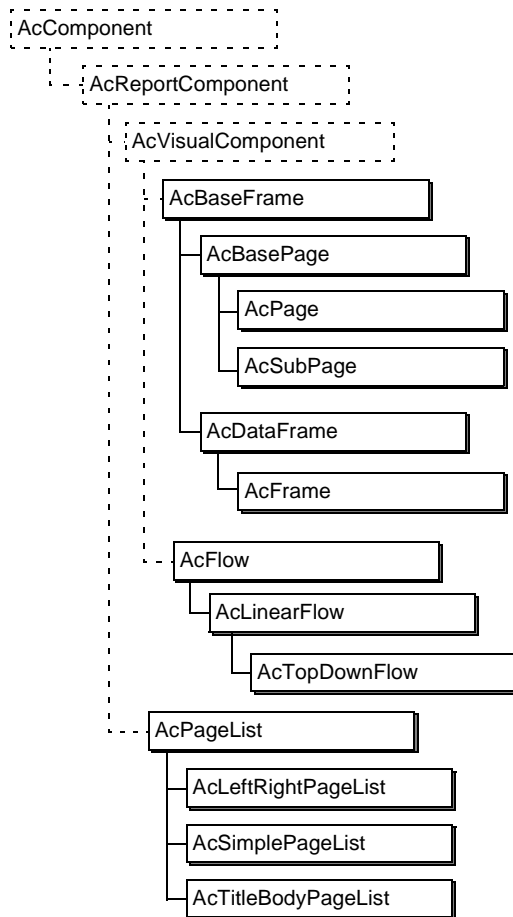 AcComponent
AcReportComponent
AcVisualComponent
AcBaseFrame
AcBasePage
AcPage
AcSubPage
AcDataFrame
AcFrame
AcFlow
AcLinearFlow
AcTopDownFlow
AcPageList
AcLeftRightPageList
AcSimplePageList
AcTitleBodyPageList